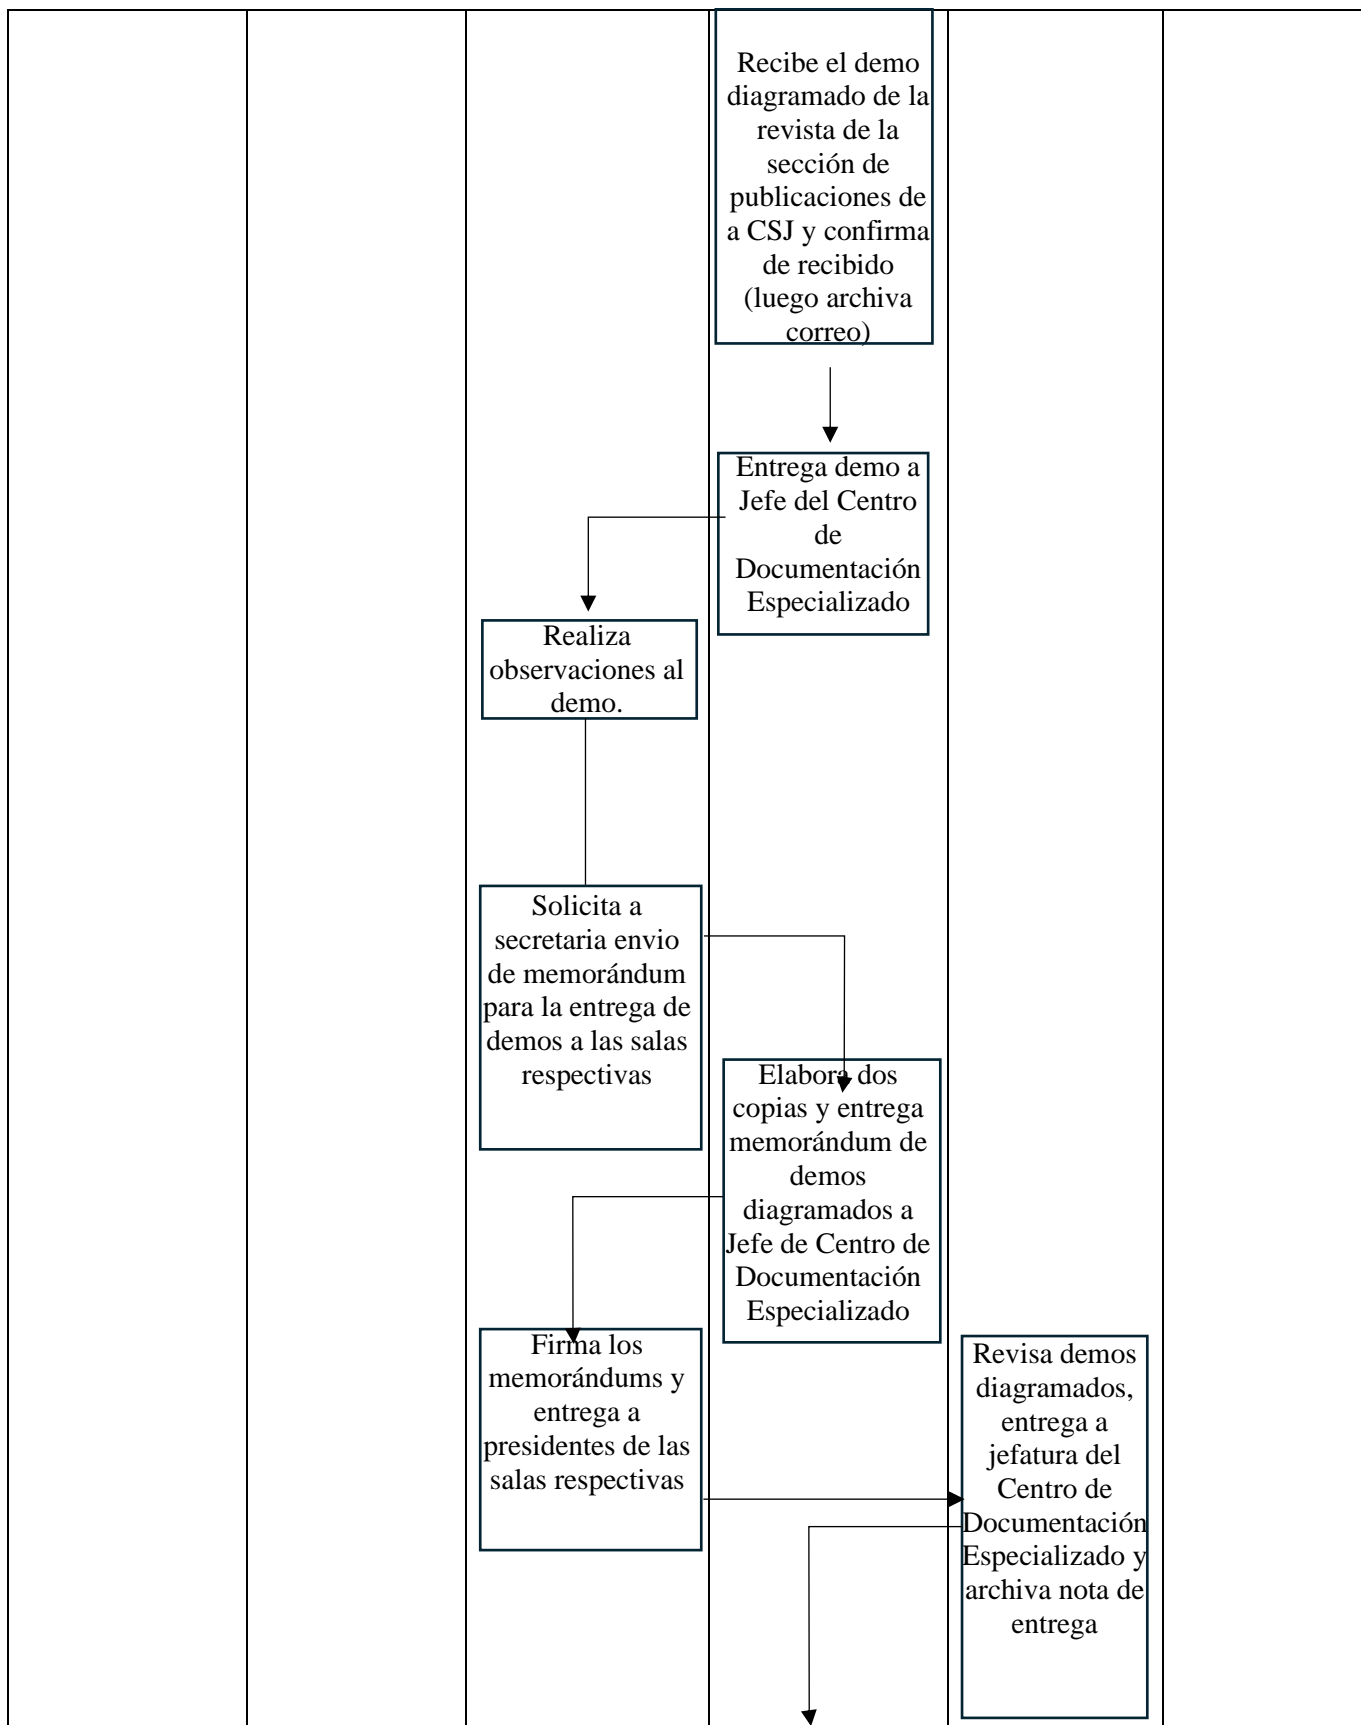 Recibe el demo
diagramado de la
revista de la
sección de
publicaciones de
a CSJ y confirma
de recibido
(luego archiva
correo)
Entrega demo a
Jefe del Centro
de
Documentación
Especializado
Realiza
observaciones al
demo.
Solicita a
secretaria envio
de memorándum
para la entrega de
demos a las salas
respectivas
Elabora dos
copias y entrega
memorándum de
demos
diagramados a
Jefe de Centro de
Documentación
Especializado
Firma los
memorándums y
entrega a
presidentes de las
salas respectivas
Revisa demos
diagramados,
entrega a
jefatura del
Centro de
Documentación
Especializado y
archiva nota de
entrega